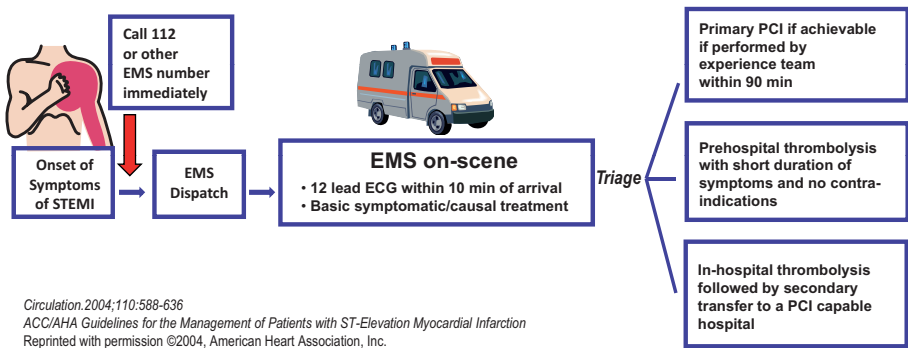 Call 112
or other
EMS number
immediately
Onset of
Symptoms
of STEMI
EMS
Dispatch
EMS on-scene
• 12 lead ECG within 10 min of arrival
• Basic symptomatic/causal treatment
Triage
Primary PCI if achievable
if performed by
experience team
within 90 min
Prehospital thrombolysis
with short duration of
symptoms and no contra-
indications
In-hospital thrombolysis
followed by secondary
transfer to a PCI capable
hospital
Circulation.2004;110:588-636
ACC/AHA Guidelines for the Management of Patients with ST-Elevation Myocardial Infarction
Reprinted with permission ©2004, American Heart Association, Inc.